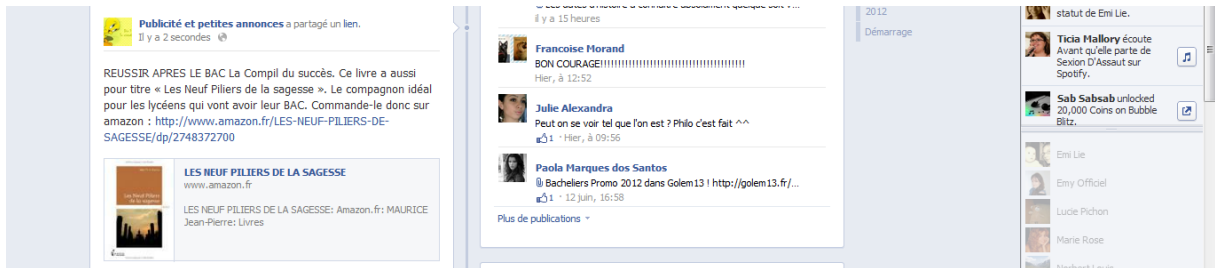 Publicité et petites annonces a partagé un lien.
Il y a 2 secondes
REUSSIR APRES LE BAC La Compil du succès. Ce livre a aussi
pour titre « Les Neuf Piliers de la sagesse ». Le compagnon idéal
pour les lycéens qui vont avoir leur BAC. Commande-le donc sur
amazon : http://www.amazon.fr/LES-NEUF-PILIERS-DE-
SAGESSE/dp/2748372700
Les Neuf Piliers
de la sagesse
LES NEUF PILIERS DE LA SAGESSE
www.amazon.fr
LES NEUF PILIERS DE LA SAGESSE: Amazon.fr: MAURICE
Jean-Pierre: Livres
il y a 15 heures
Francoise Morand
BON COURAGE!!!!!!!!!!!!!!!!!!!!!!!!!!!!!!!!!!!!!!!!!
Hier, à 12:52
Julie Alexandra
Peut on se voir tel que l'on est ? Philo c'est fait ^^
1 · Hier, à 09:56
Paola Marques dos Santos
Bacheliers Promo 2012 dans Golem13 ! http://golem13.fr/...
1 · 12 juin, 16:58
Plus de publications
2012
Démarrage
statut de Emi Lie.
Ticia Mallory écoute
Avant qu'elle parte de
Sexion D'Assaut sur
Spotify.
Sab Sabsab unlocked
20,000 Coins on Bubble
Blitz.
Emi Lie
Emy Officiel
Lucie Pichon
Marie Rose